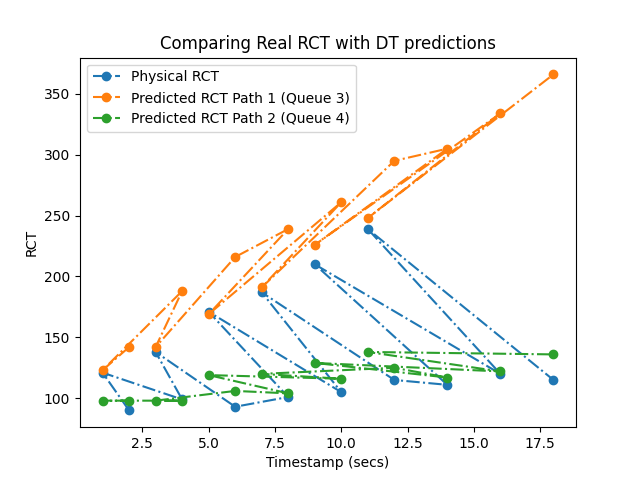 Comparing Real RCT with DT predictions
Physical RCT
Predicted RCT Path 1 (Queue 3)
Predicted RCT Path 2 (Queue 4)
350
300
250
200
150
100
RCT
2.5 5.0 7.5 10.0 12.5 15.0 17.5
Timestamp (secs)